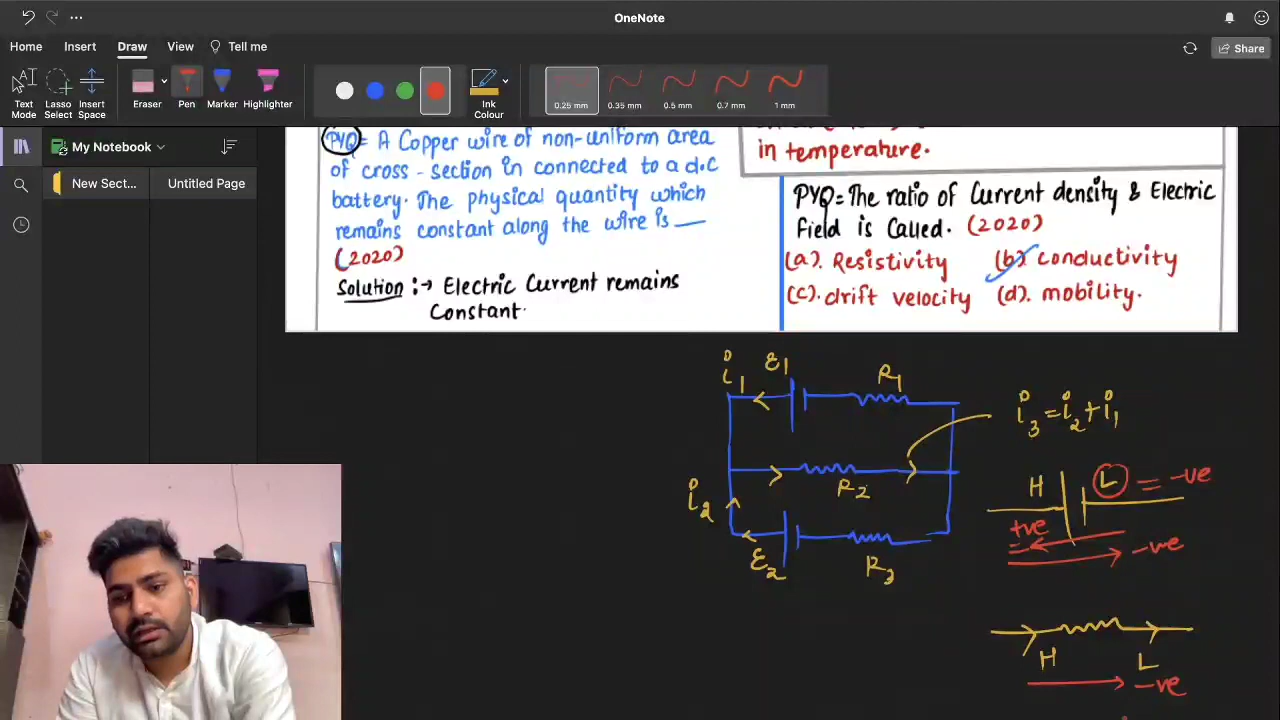 OneNote
Home Insert Draw View Tell me
Share
Text Mode
Lasso Select
Insert Space
Eraser
Pen
Marker
Highlighter
Ink Colour
0.25 mm
0.35 mm
0.5 mm
0.7 mm
1 mm
My Notebook
New Sect...
Untitled Page
PYQ= A Copper wire of non-uniform area
of cross-section in connected to a d.c
battery. The physical quantity which
remains constant along the wire is __
(2020)
Solution :→ Electric Current remains
Constant.
in temperature.
PYQ=The ratio of Current density & Electric
Field is Called. (2020)
(a). Resistivity (b). conductivity
(c). drift velocity (d). mobility.
i1 ε1 R1
i3 = i2 + i1
R2
i2
ε2 R3
H L = -ve
+ve
-ve
H L
-ve